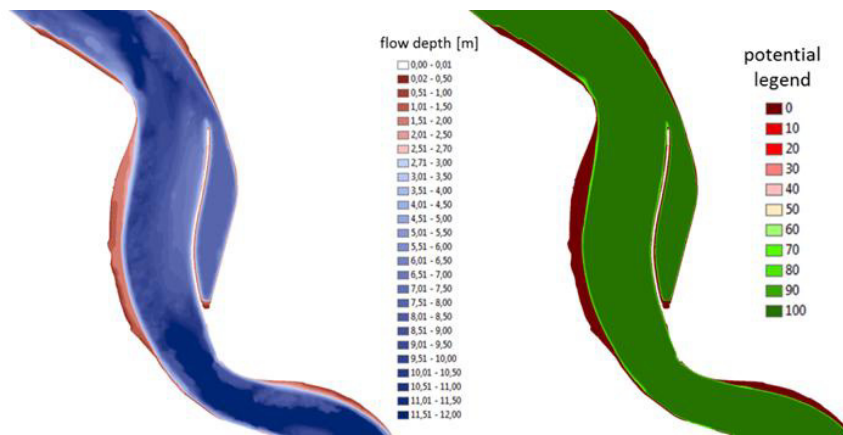 flow depth [m]
0,00 - 0,01
0,02 - 0,50
0,51 - 1,00
1,01 - 1,50
1,51 - 2,00
2,01 - 2,50
2,51 - 2,70
2,71 - 3,00
3,01 - 3,50
3,51 - 4,00
4,01 - 4,50
4,51 - 5,00
5,01 - 5,50
5,51 - 6,00
6,01 - 6,50
6,51 - 7,00
7,01 - 7,50
7,51 - 8,00
8,01 - 8,50
8,51 - 9,00
9,01 - 9,50
9,51 - 10,00
10,01 - 10,50
10,51 - 11,00
11,01 - 11,50
11,51 - 12,00
potential
legend
0
10
20
30
40
50
60
70
80
90
100